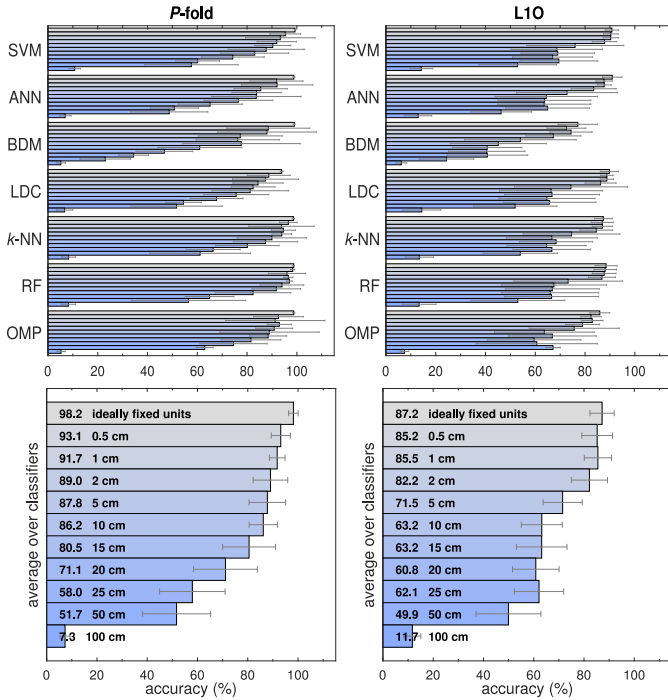 P-fold
L1O
SVM
ANN
BDM
LDC
k-NN
RF
OMP
0 20 40 60 80 100
SVM
ANN
BDM
LDC
k-NN
RF
OMP
0 20 40 60 80 100
average over classifiers
98.2 ideally fixed units
93.1 0.5 cm
91.7 1 cm
89.0 2 cm
87.8 5 cm
86.2 10 cm
80.5 15 cm
71.1 20 cm
58.0 25 cm
51.7 50 cm
7.3 100 cm
0 20 40 60 80 100
accuracy (%)
average over classifiers
87.2 ideally fixed units
85.2 0.5 cm
85.5 1 cm
82.2 2 cm
71.5 5 cm
63.2 10 cm
63.2 15 cm
60.8 20 cm
62.1 25 cm
49.9 50 cm
11.7 100 cm
0 20 40 60 80 100
accuracy (%)